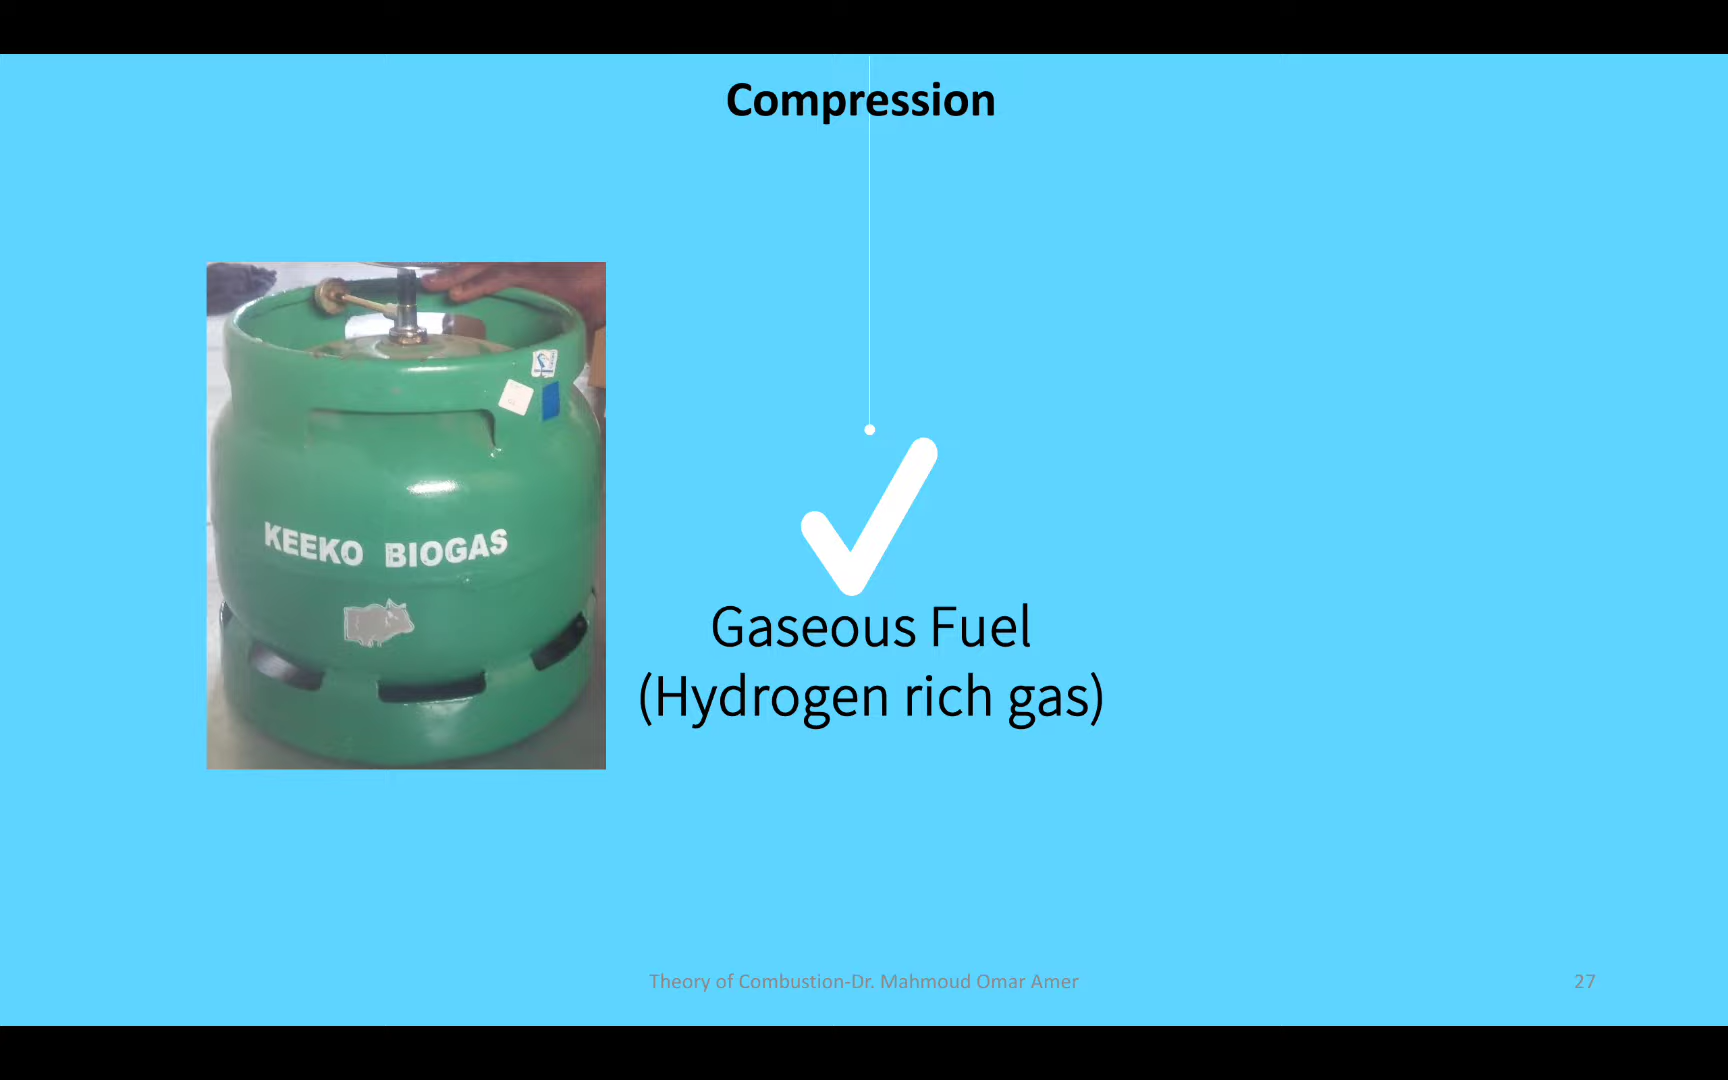 Compression
KEEKO BIOGAS
Gaseous Fuel
(Hydrogen rich gas)
Theory of Combustion-Dr. Mahmoud Omar Amer
27